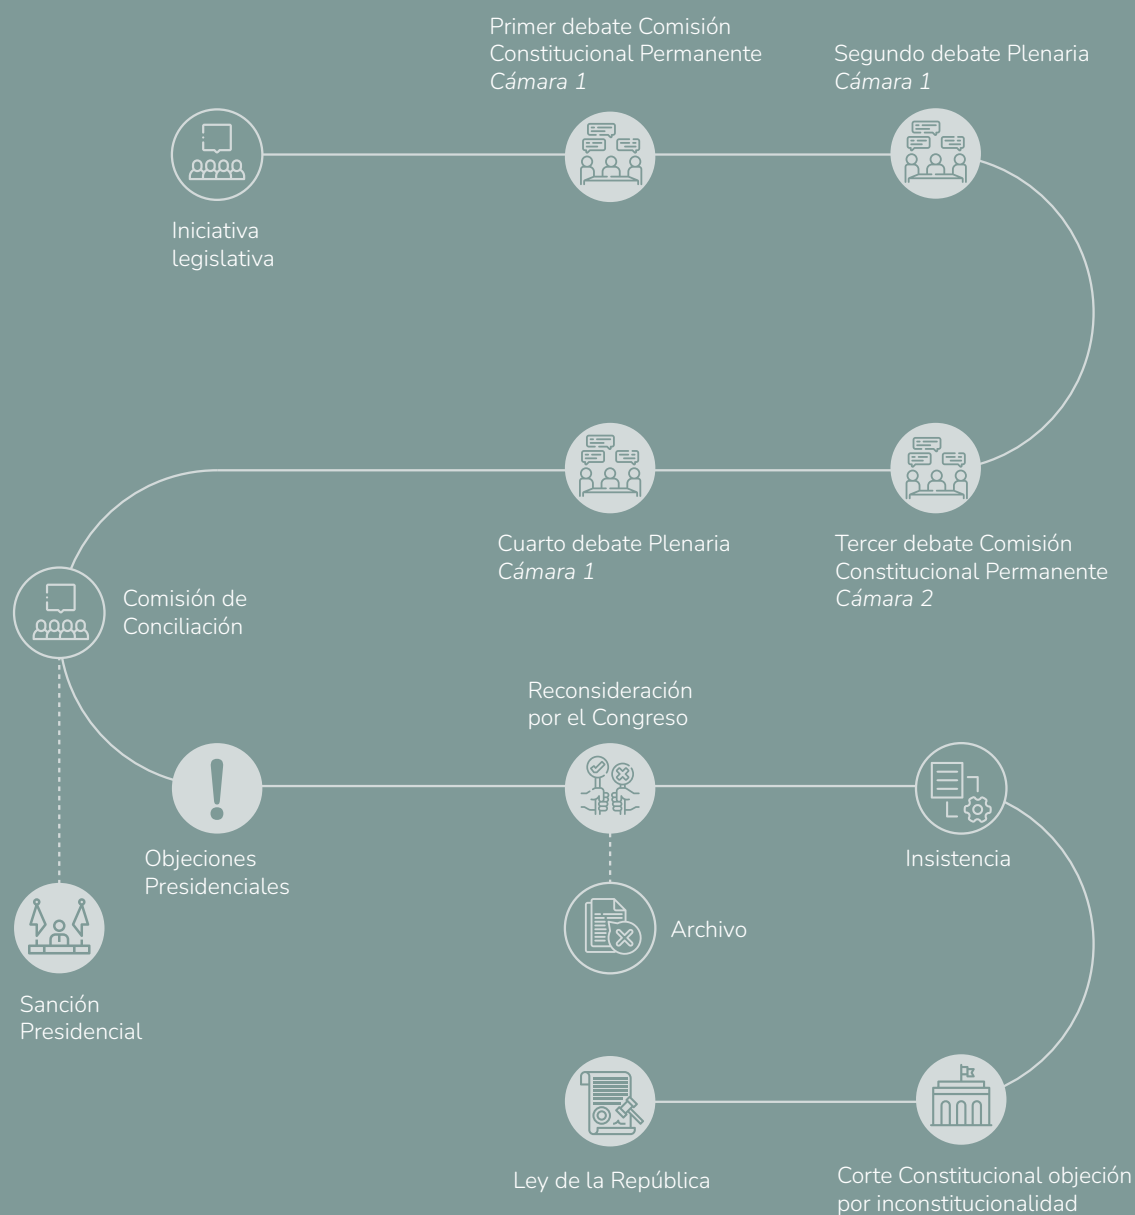 Primer debate Comisión
Constitucional Permanente
Cámara 1
Segundo debate Plenaria
Cámara 1
Iniciativa
legislativa
Cuarto debate Plenaria
Cámara 1
Tercer debate Comisión
Constitucional Permanente
Cámara 2
Comisión de
Conciliación
Reconsideración
por el Congreso
Objeciones
Presidenciales
Insistencia
Archivo
Sanción
Presidencial
Ley de la República
Corte Constitucional objeción
por inconstitucionalidad